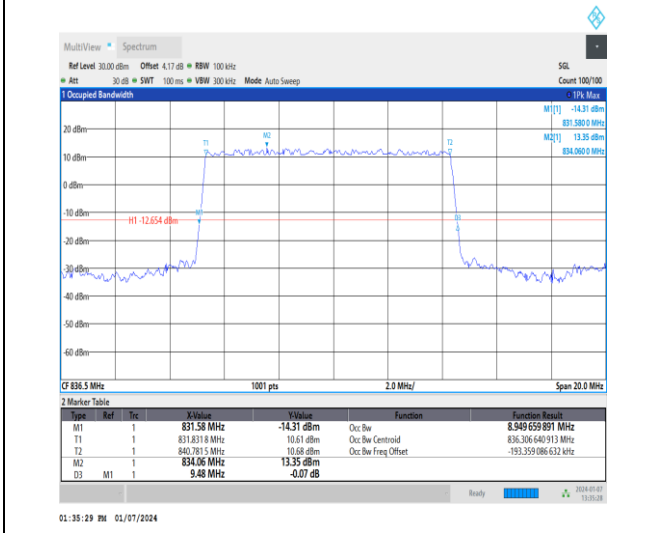 MultiView Spectrum
Ref Level 30.00 dBm Offset 4.17 dB RBW 100 kHz SGL
Att 30 dB SWT 100 ms VBW 300 kHz Mode Auto Sweep Count 100/100
1 Occupied Bandwidth 1Pk Max
M1[1] -14.31 dBm
831.580 0 MHz
M2[1] 13.35 dBm
834.060 0 MHz
20 dBm
T1 M2 T2
10 dBm
0 dBm
-10 dBm
M1 D3
H1 -12.654 dBm
-20 dBm
-30 dBm
-40 dBm
-50 dBm
-60 dBm
CF 836.5 MHz 1001 pts 2.0 MHz/ Span 20.0 MHz
2 Marker Table
Type Ref Trc X-Value Y-Value Function Function Result
M1 1 831.58 MHz -14.31 dBm Occ Bw 8.949 659 891 MHz
T1 1 831.831 8 MHz 10.61 dBm Occ Bw Centroid 836.306 640 913 MHz
T2 1 840.781 5 MHz 10.68 dBm Occ Bw Freq Offset -193.359 086 632 kHz
M2 1 834.06 MHz 13.35 dBm
D3 M1 1 9.48 MHz -0.07 dB
Ready 2024-01-07
13:35:28
01:35:29 PM 01/07/2024